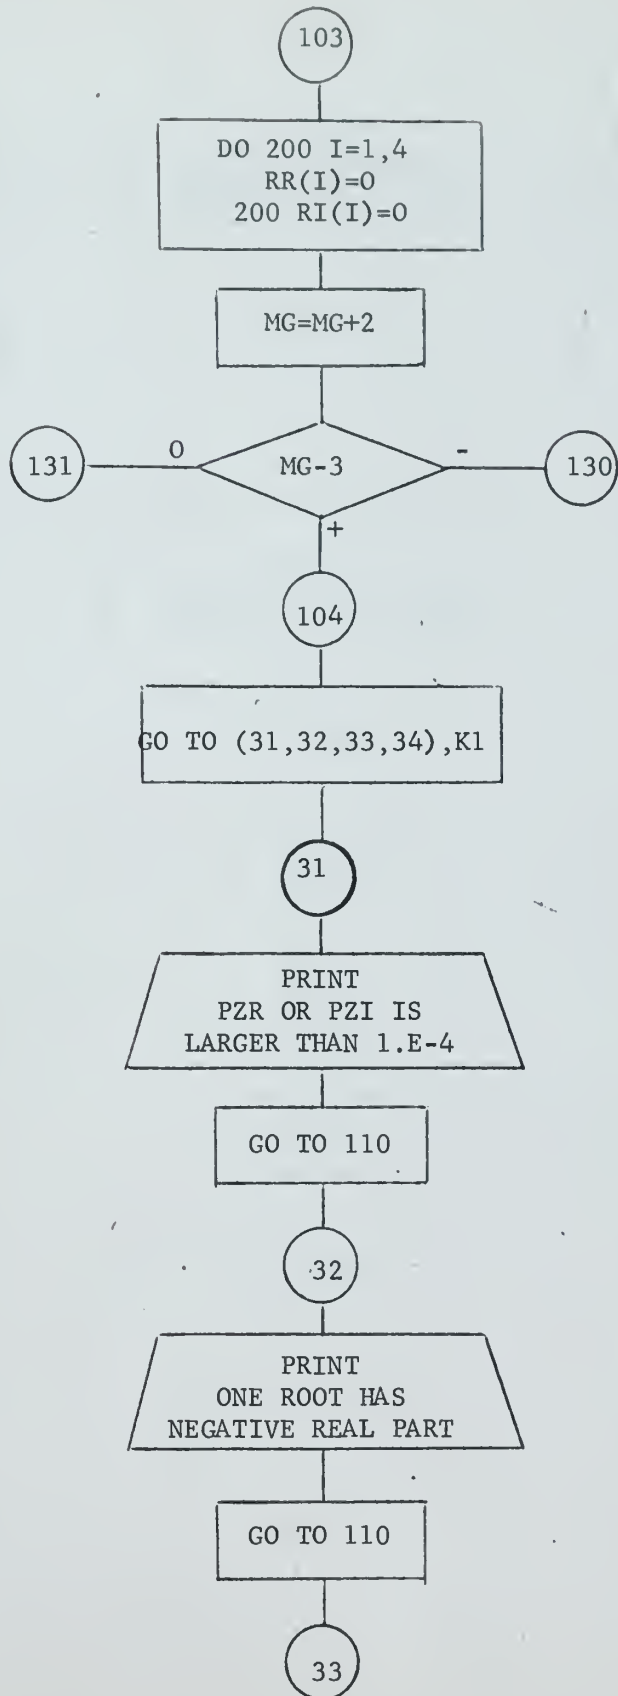 103
DO 200 I=1,4
RR(I)=0
200 RI(I)=0
MG=MG+2
131
0
MG-3
-
130
+
104
GO TO (31,32,33,34),K1
31
PRINT
PZR OR PZI IS
LARGER THAN 1.E-4
GO TO 110
32
PRINT
ONE ROOT HAS
NEGATIVE REAL PART
GO TO 110
33